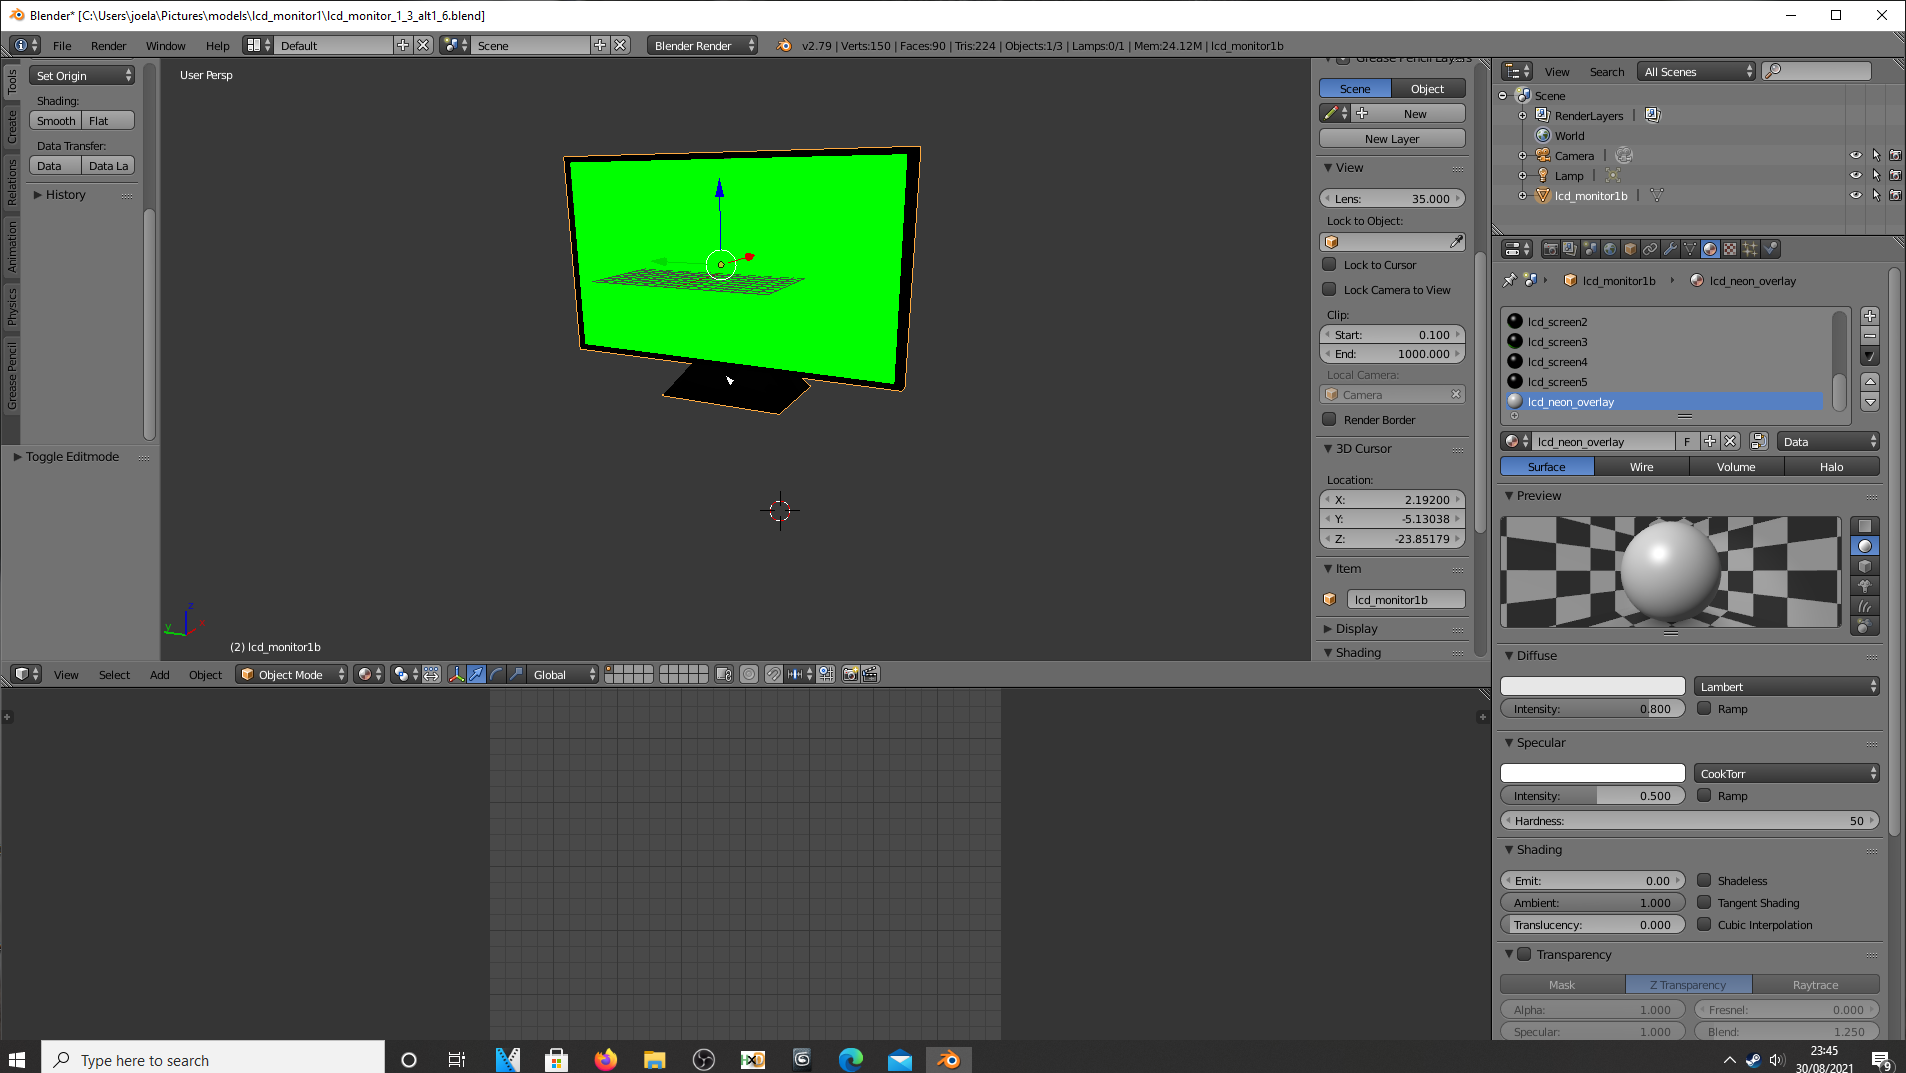 Blender* [C:\Users\joela\Pictures\models\lcd_monitor1\lcd_monitor_1_3_alt1_6.blend]
File Render Window Help Default Scene Blender Render v2.79 | Verts:150 | Faces:90 | Tris:224 | Objects:1/3 | Lamps:0/1 | Mem:24.12M | lcd_monitor1b
Tools
Create
Relations
Animation
Physics
Grease Pencil
Set Origin
Shading:
Smooth Flat
Data Transfer:
Data Data La
History
Toggle Editmode
User Persp
z
y
x
(2) lcd_monitor1b
View Select Add Object Object Mode Global
Grease Pencil Layers
Scene Object
New
New Layer
View
Lens: 35.000
Lock to Object:
Lock to Cursor
Lock Camera to View
Clip:
Start: 0.100
End: 1000.000
Local Camera:
Camera
Render Border
3D Cursor
Location:
X: 2.19200
Y: -5.13038
Z: -23.85179
Item
lcd_monitor1b
Display
Shading
View Search All Scenes
Scene
RenderLayers
World
Camera
Lamp
lcd_monitor1b
lcd_monitor1b lcd_neon_overlay
lcd_screen2
lcd_screen3
lcd_screen4
lcd_screen5
lcd_neon_overlay
lcd_neon_overlay F Data
Surface Wire Volume Halo
Preview
Diffuse
Lambert
Intensity: 0.800 Ramp
Specular
CookTorr
Intensity: 0.500 Ramp
Hardness: 50
Shading
Emit: 0.00 Shadeless
Ambient: 1.000 Tangent Shading
Translucency: 0.000 Cubic Interpolation
Transparency
Mask Z Transparency Raytrace
Alpha: 1.000 Fresnel: 0.000
Specular: 1.000 Blend: 1.250
Type here to search
23:45
30/08/2021
9